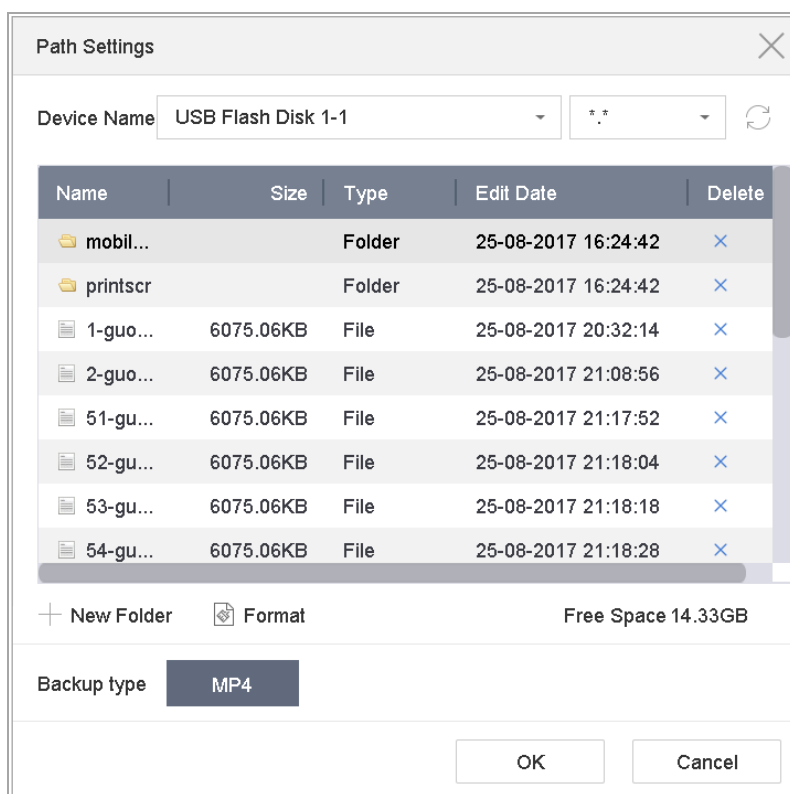 Path Settings
Device Name USB Flash Disk 1-1 *.*
Name Size Type Edit Date Delete
mobil... Folder 25-08-2017 16:24:42
printscr Folder 25-08-2017 16:24:42
1-guo... 6075.06KB File 25-08-2017 20:32:14
2-guo... 6075.06KB File 25-08-2017 21:08:56
51-gu... 6075.06KB File 25-08-2017 21:17:52
52-gu... 6075.06KB File 25-08-2017 21:18:04
53-gu... 6075.06KB File 25-08-2017 21:18:18
54-gu... 6075.06KB File 25-08-2017 21:18:28
New Folder Format Free Space 14.33GB
Backup type MP4
OK Cancel